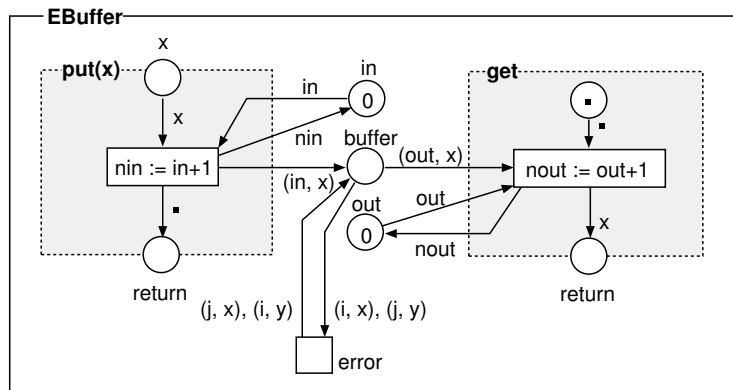 EBuffer
x
in
put(x)
in
0
get
x
nin
buffer
nin := in+1
(out, x)
nout := out+1
(in, x)
out
out
0
x
nout
return
return
(j, x), (i, y)
(i, x), (j, y)
error